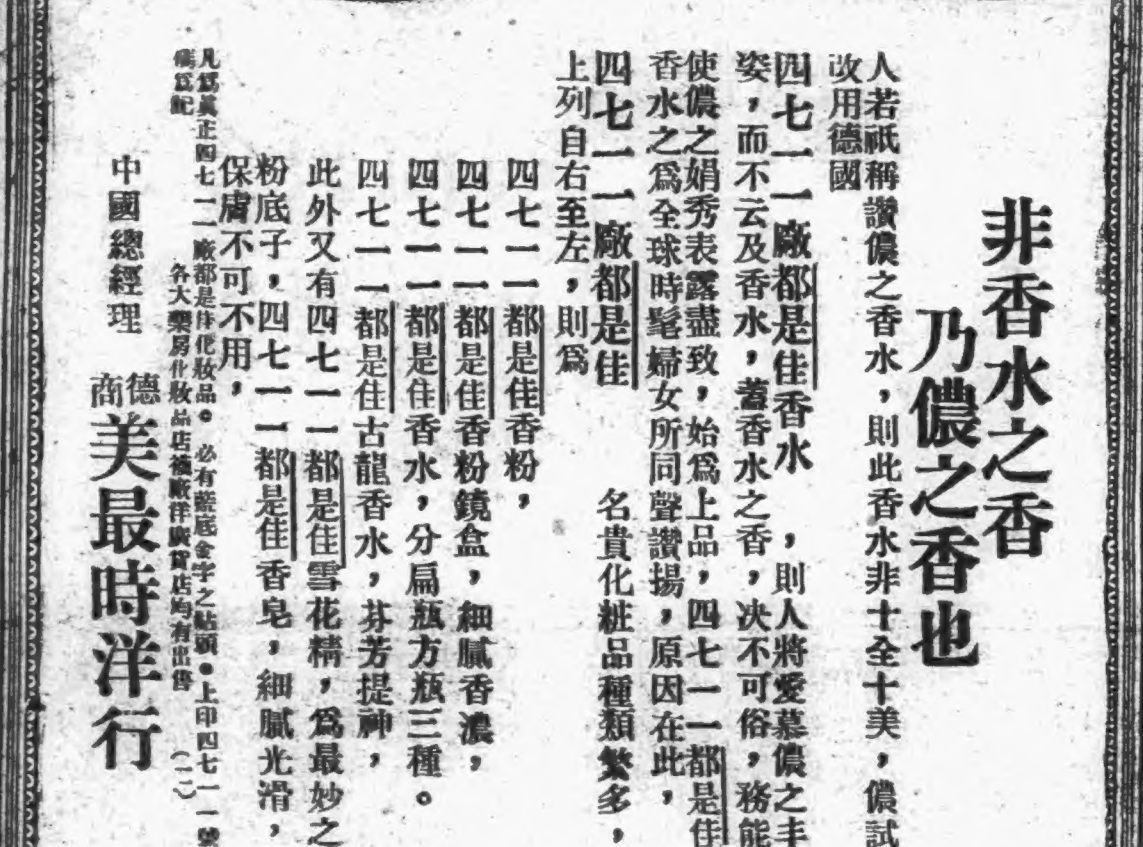 非香水之香
乃儂之香也
人若祇稱讚儂之香水，則此香水非十全十美，儂試
改用德國
四七一一廠都是佳香水　，則人將愛慕儂之丰
姿，而不云及香水，蓄香水之香，决不可俗，務能
使儂之娟秀表露盡致，始爲上品，四七一一都是佳
香水之爲全球時髦婦女所同聲讚揚，原因在此，
四七一一廠都是佳　名貴化粧品種類繁多，
上列自右至左，則爲
四七一一都是佳香粉，
四七一一都是佳香粉鏡盒，細膩香濃，
四七一一都是佳香水，分扁瓶方瓶三種。
四七一一都是佳古龍香水，芬芳提神，
此外又有四七一一都是佳雪花精，爲最妙之
粉底子，四七一一都是佳香皂，細膩光滑，
保膚不可不用，
凡爲眞正四七一一廠都是佳化妝品。必有藍底金字之貼頭。上印四七一一號
碼爲記
各大藥房化妝品店洋廣貨店均有出售　（一二）
中國總經理　德商　美最時洋行